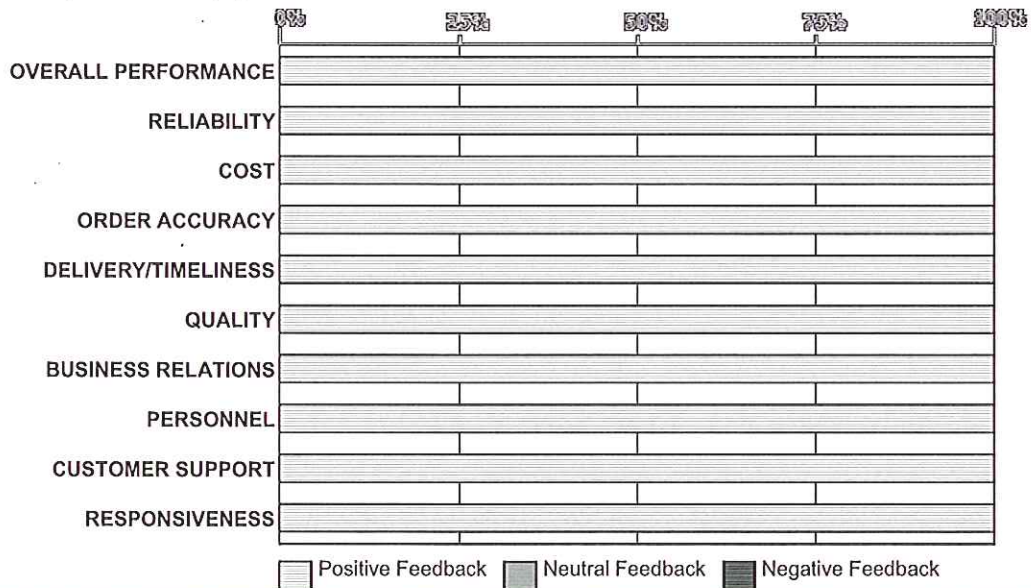 0% 25% 50% 75% 100%
OVERALL PERFORMANCE
RELIABILITY
COST
ORDER ACCURACY
DELIVERY/TIMELINESS
QUALITY
BUSINESS RELATIONS
PERSONNEL
CUSTOMER SUPPORT
RESPONSIVENESS
Positive Feedback Neutral Feedback Negative Feedback